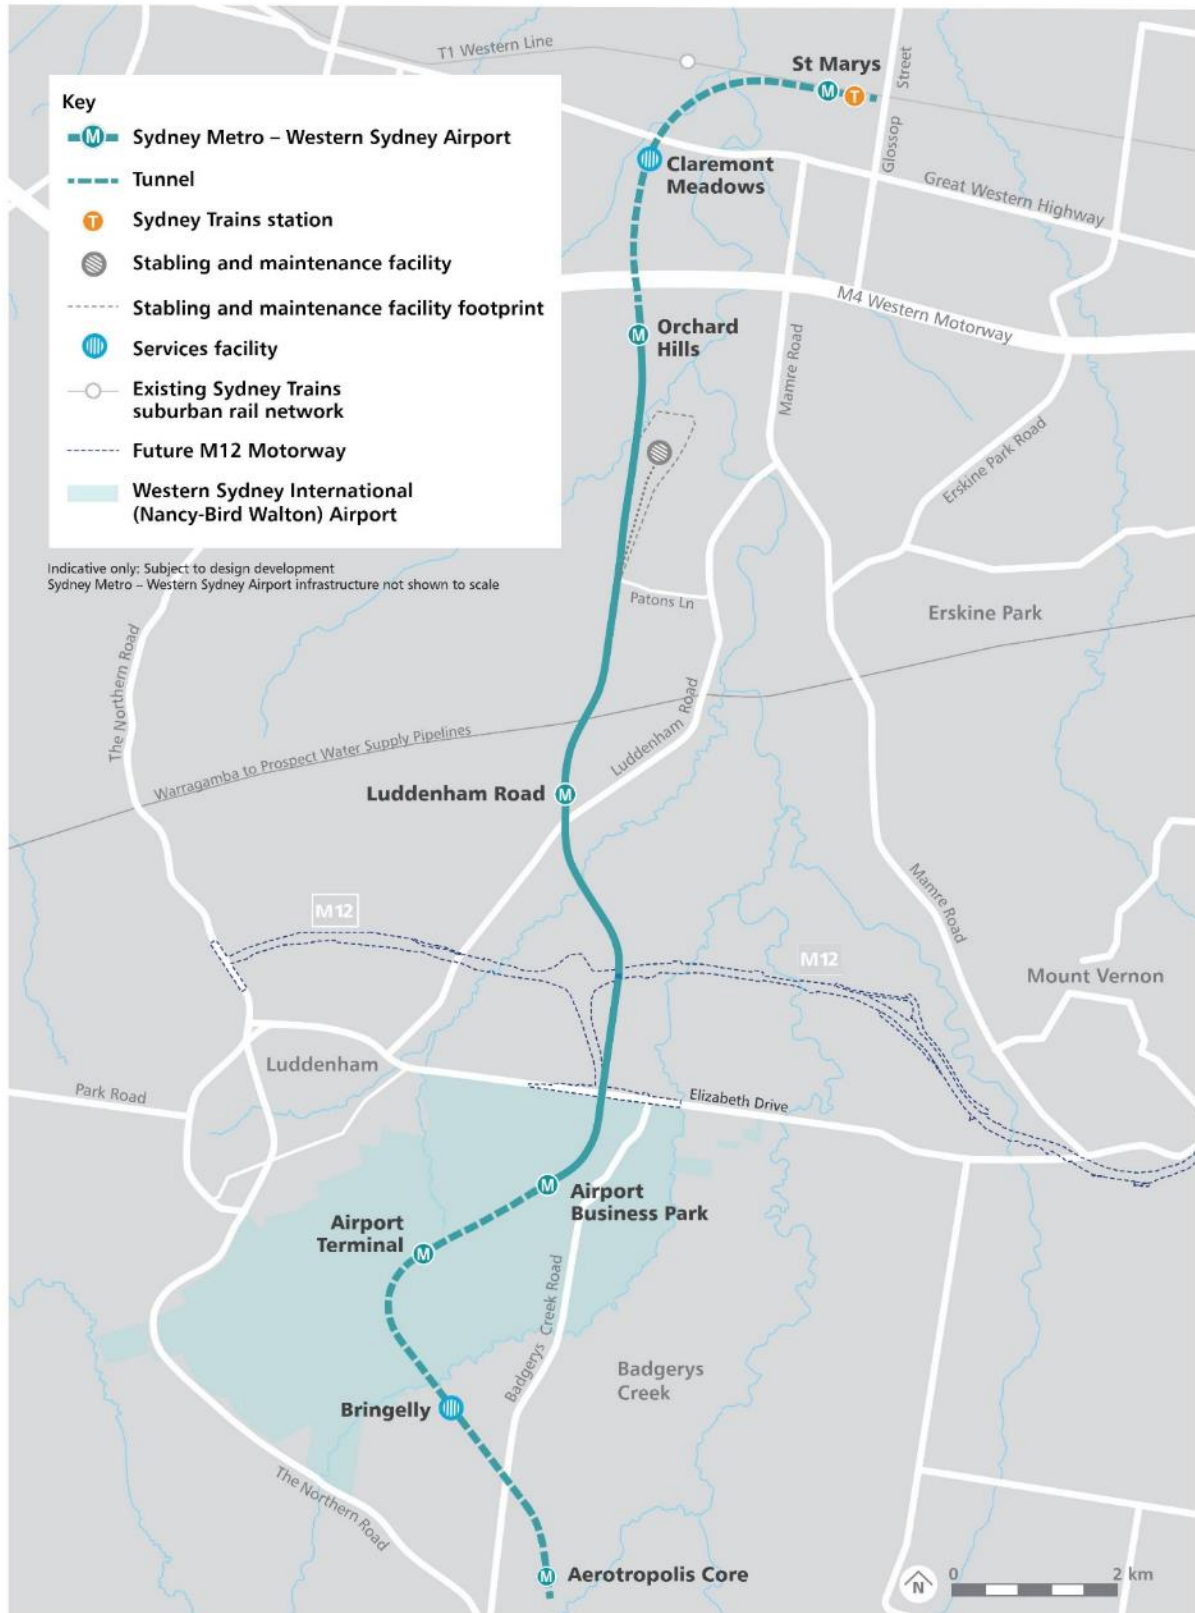 T1 Western Line
St Marys
M
T
Glossop Street
Key
M
Sydney Metro – Western Sydney Airport
Tunnel
T
Sydney Trains station
Stabling and maintenance facility
Stabling and maintenance facility footprint
Services facility
Existing Sydney Trains
suburban rail network
Future M12 Motorway
Western Sydney International
(Nancy-Bird Walton) Airport
Indicative only: Subject to design development
Sydney Metro – Western Sydney Airport infrastructure not shown to scale
Claremont
Meadows
Great Western Highway
M4 Western Motorway
M
Orchard
Hills
Mamre Road
Erskine Park Road
Patons Ln
Erskine Park
The Northern Road
Warragamba to Prospect Water Supply Pipelines
Luddenham Road
Luddenham Road
M
Mamre Road
M12
M12
Mount Vernon
Luddenham
Park Road
Elizabeth Drive
M
Airport
Business Park
Airport
Terminal
M
Badgerys Creek Road
Badgerys
Creek
Bringelly
The Northern Road
M
Aerotropolis Core
N
0
2 km